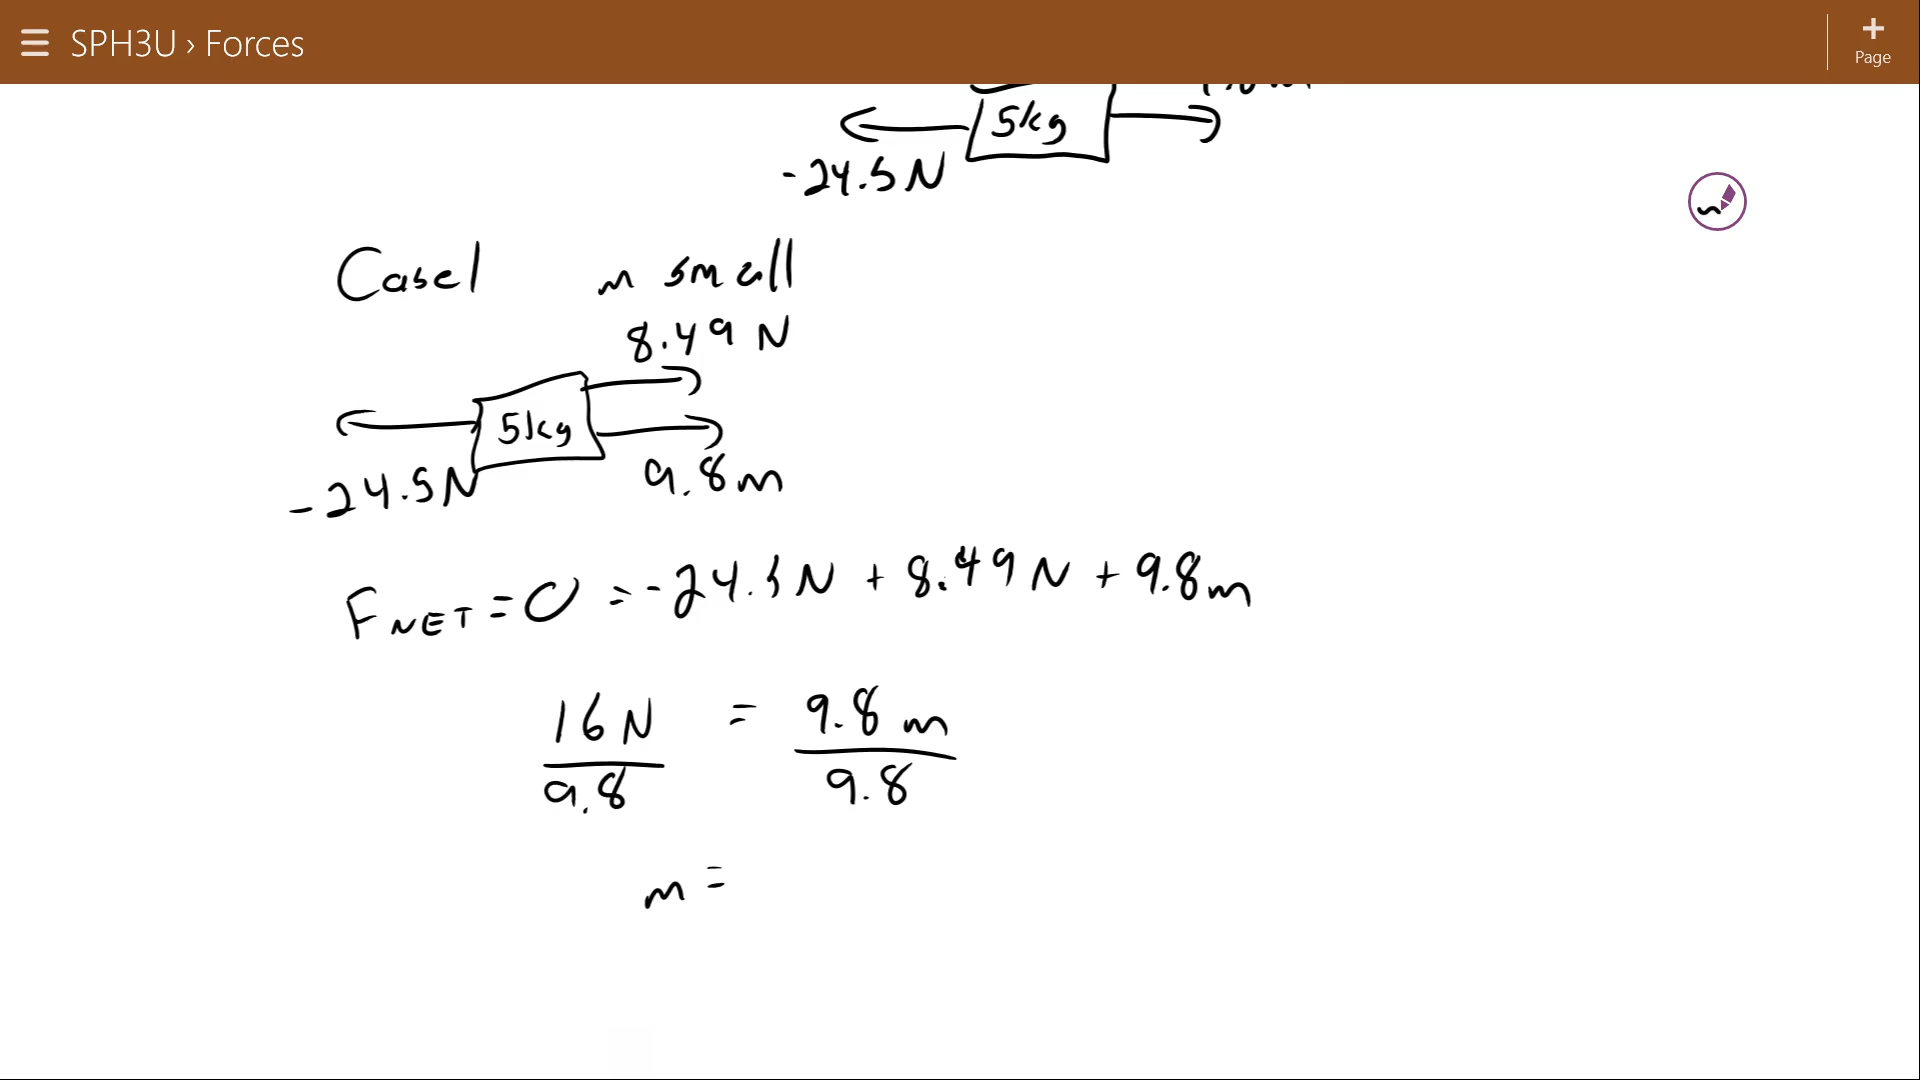 SPH3U › Forces
+
Page
5kg
-24.5N
Case1 m small
8.49 N
5kg
-24.5N
9.8m
FNET = 0 = -24.5N + 8.49N + 9.8m
16N = 9.8 m
9.8 9.8
m =